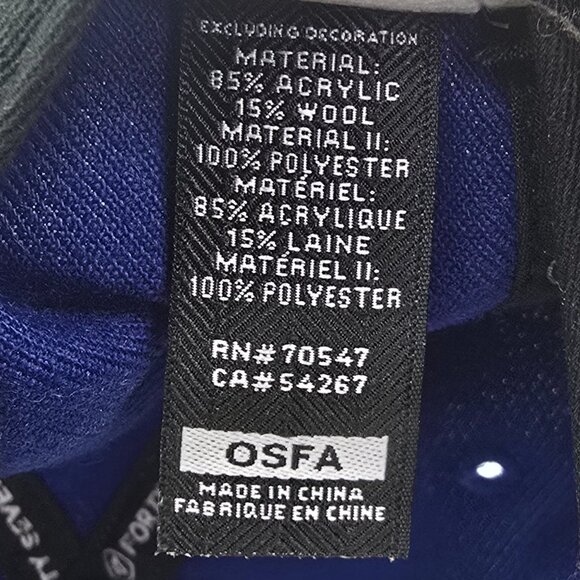 EXCLUDING DECORATION
MATERIAL:
85% ACRYLIC
15% WOOL
MATERIAL II:
100% POLYESTER
MATÉRIEL:
85% ACRYLIQUE
15% LAINE
MATÉRIEL II:
100% POLYESTER
RN# 70547
CA# 54267
OSFA
MADE IN CHINA
FABRIQUE EN CHINE